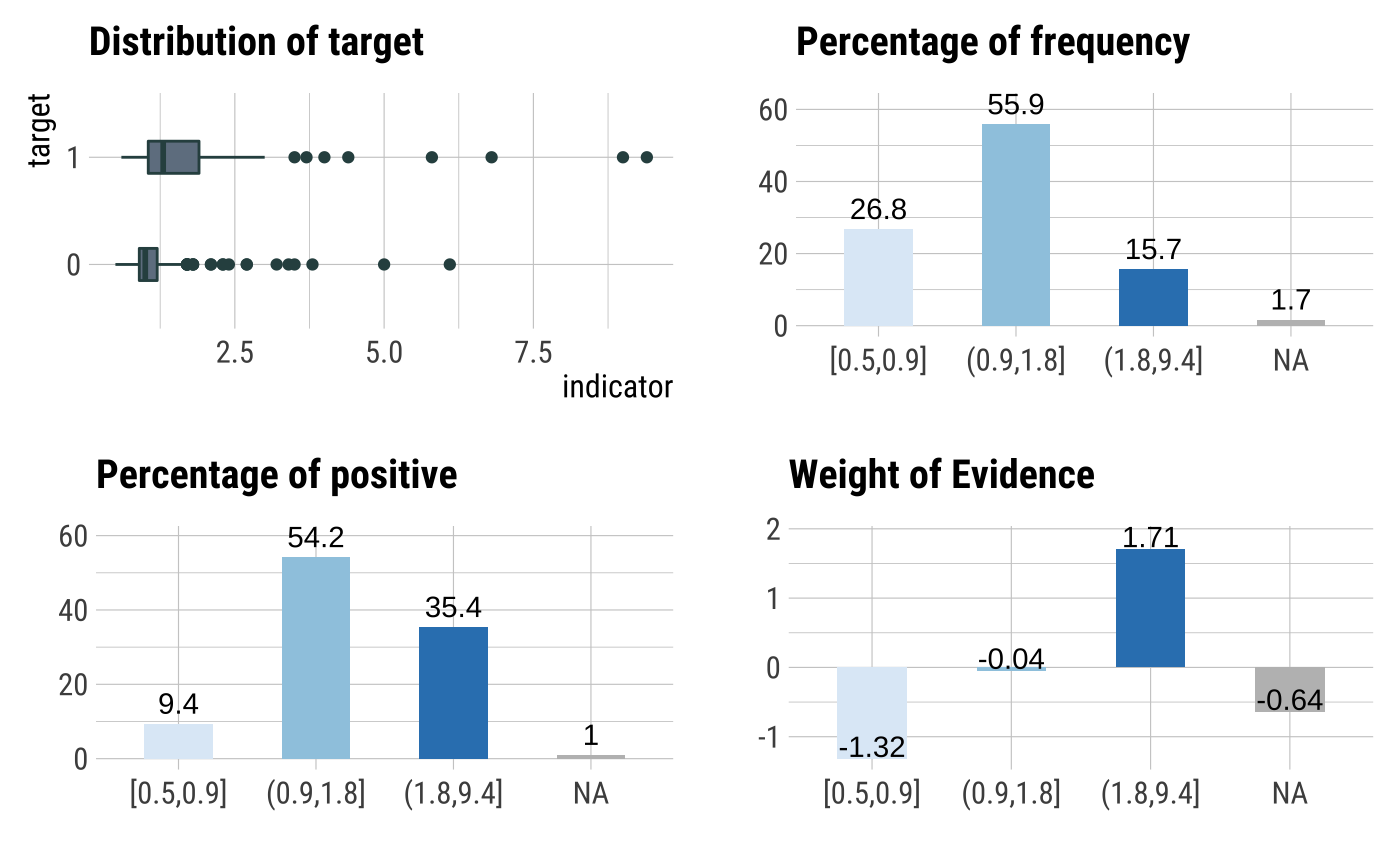 Distribution of target
target
1
0
2.5 5.0 7.5
indicator
Percentage of frequency
60
40
20
0
26.8
55.9
15.7
1.7
[0.5,0.9] (0.9,1.8] (1.8,9.4] NA
Percentage of positive
60
40
20
0
9.4
54.2
35.4
1
[0.5,0.9] (0.9,1.8] (1.8,9.4] NA
Weight of Evidence
2
1
0
-1
-1.32
-0.04
1.71
-0.64
[0.5,0.9] (0.9,1.8] (1.8,9.4] NA